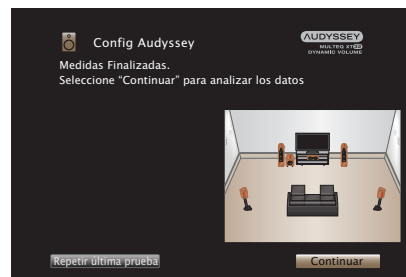 Config Audyssey
AUDYSSEY
MULTEQ XT32
DYNAMIC VOLUME
Medidas Finalizadas.
Seleccione “Continuar” para analizar los datos
Repetir última prueba
Continuar